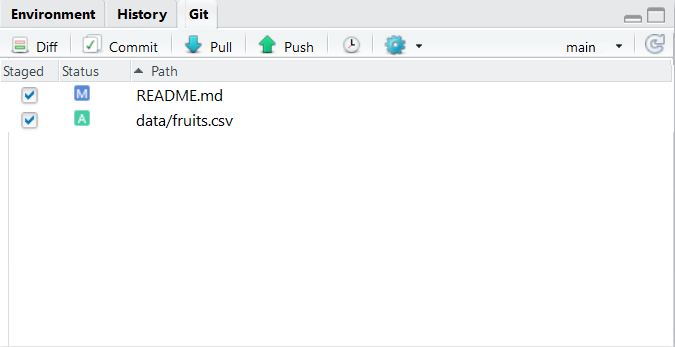 Environment History Git
Diff Commit Pull Push main
Staged Status Path
M README.md
A data/fruits.csv